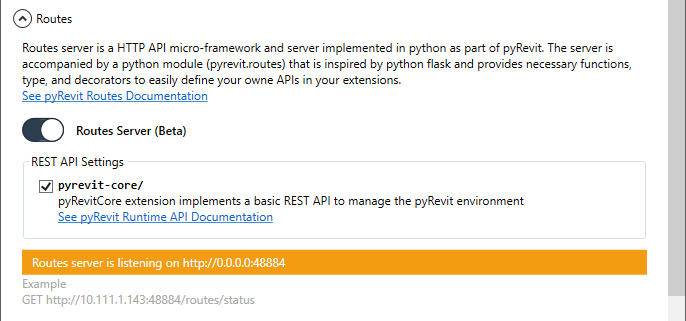 Routes
Routes server is a HTTP API micro-framework and server implemented in python as part of pyRevit. The server is
accompanied by a python module (pyrevit.routes) that is inspired by python flask and provides necessary functions,
type, and decorators to easily define your owne APIs in your extensions.
See pyRevit Routes Documentation
Routes Server (Beta)
REST API Settings
pyrevit-core/
pyRevitCore extension implements a basic REST API to manage the pyRevit environment
See pyRevit Runtime API Documentation
Routes server is listening on http://0.0.0.0:48884
Example
GET http://10.111.1.143:48884/routes/status